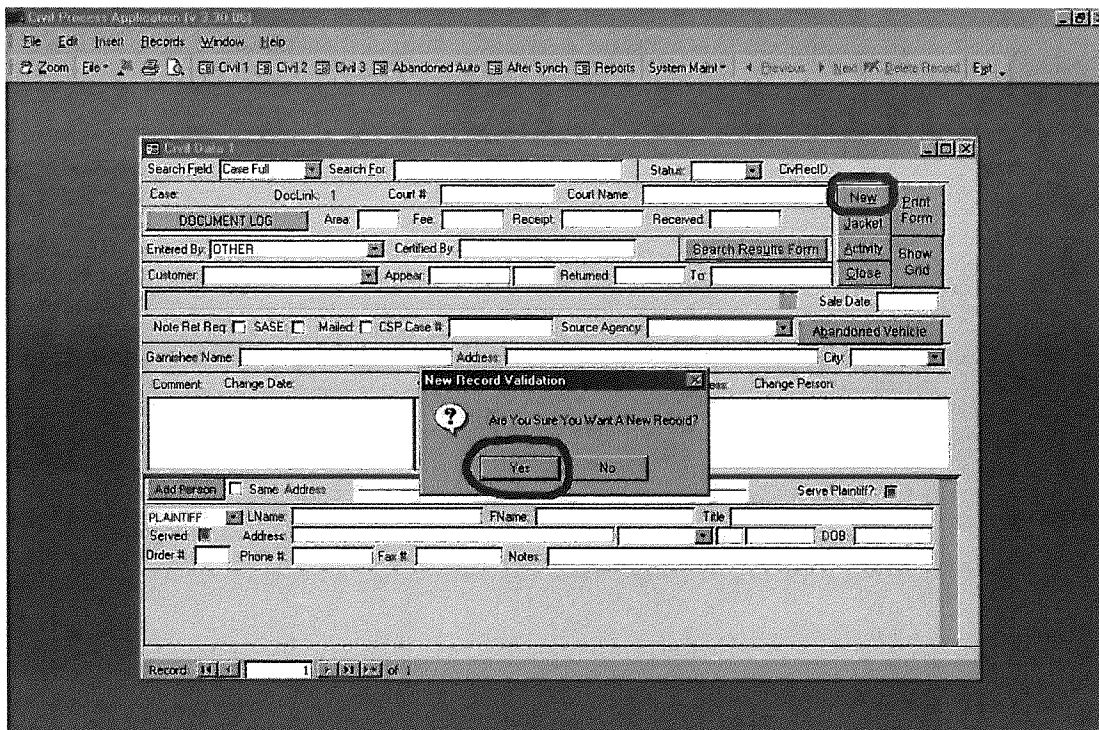 Civil Process Application (v 3.30.06)
File Edit Insert Records Window Help
Zoom File Civil 1 Civil 2 Civil 3 Abandoned Auto After Synch Reports System Maint Previous Next Delete Record Exit
Civil Data 1
Search Field: Case Full Search For: Status: CivRecID:
Case: DocLink: 1 Court # Court Name: New Print Form
DOCUMENT LOG Area: Fee: Receipt: Received: Jacket
Entered By: OTHER Certified By: Search Results Form Activity Show Grid
Customer: Appear: Returned: To: Close
Sale Date:
Note Ret Req: SASE: Mailed: CSP Case #: Source Agency: Abandoned Vehicle
Garnishee Name: Address: City:
Comment: Change Date: Change Person:
New Record Validation
Are You Sure You Want A New Record?
Yes No
Add Person Same Address Serve Plaintiff?:
PLAINTIFF LName: FName: Title:
Served: Address: DOB:
Order #: Phone #: Fax #: Notes:
Record: 1 of 1